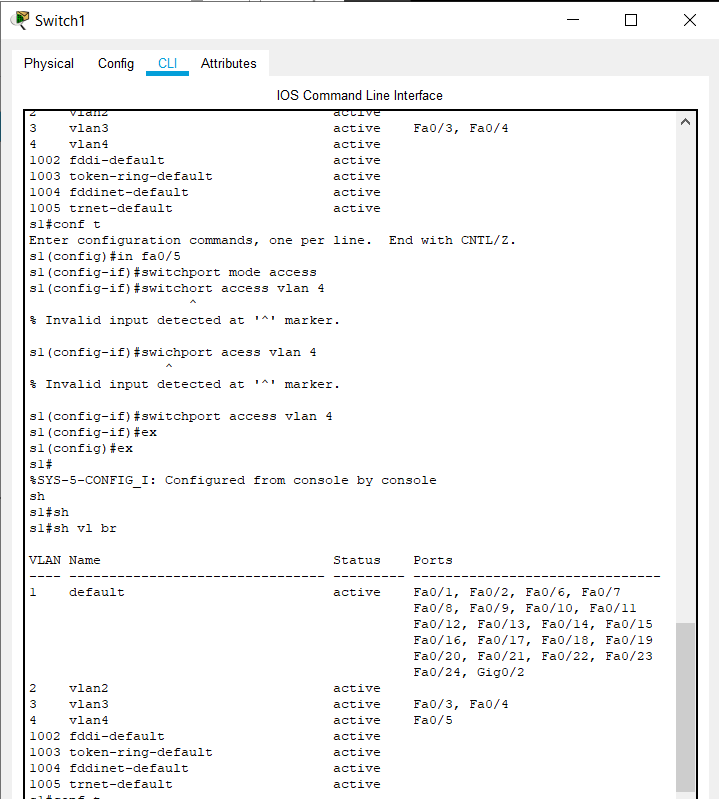 Switch1
Physical Config CLI Attributes
IOS Command Line Interface
2 vlan2 active
3 vlan3 active Fa0/3, Fa0/4
4 vlan4 active
1002 fddi-default active
1003 token-ring-default active
1004 fddinet-default active
1005 trnet-default active
s1#conf t
Enter configuration commands, one per line. End with CNTL/Z.
s1(config)#in fa0/5
s1(config-if)#switchport mode access
s1(config-if)#switchort access vlan 4
^
% Invalid input detected at '^' marker.
s1(config-if)#swichport acess vlan 4
^
% Invalid input detected at '^' marker.
s1(config-if)#switchport access vlan 4
s1(config-if)#ex
s1(config)#ex
s1#
%SYS-5-CONFIG_I: Configured from console by console
sh
s1#sh
s1#sh vl br
VLAN Name Status Ports
---- -------------------------------- --------- -------------------------------
1 default active Fa0/1, Fa0/2, Fa0/6, Fa0/7
Fa0/8, Fa0/9, Fa0/10, Fa0/11
Fa0/12, Fa0/13, Fa0/14, Fa0/15
Fa0/16, Fa0/17, Fa0/18, Fa0/19
Fa0/20, Fa0/21, Fa0/22, Fa0/23
Fa0/24, Gig0/2
2 vlan2 active
3 vlan3 active Fa0/3, Fa0/4
4 vlan4 active Fa0/5
1002 fddi-default active
1003 token-ring-default active
1004 fddinet-default active
1005 trnet-default active
s1#conf t